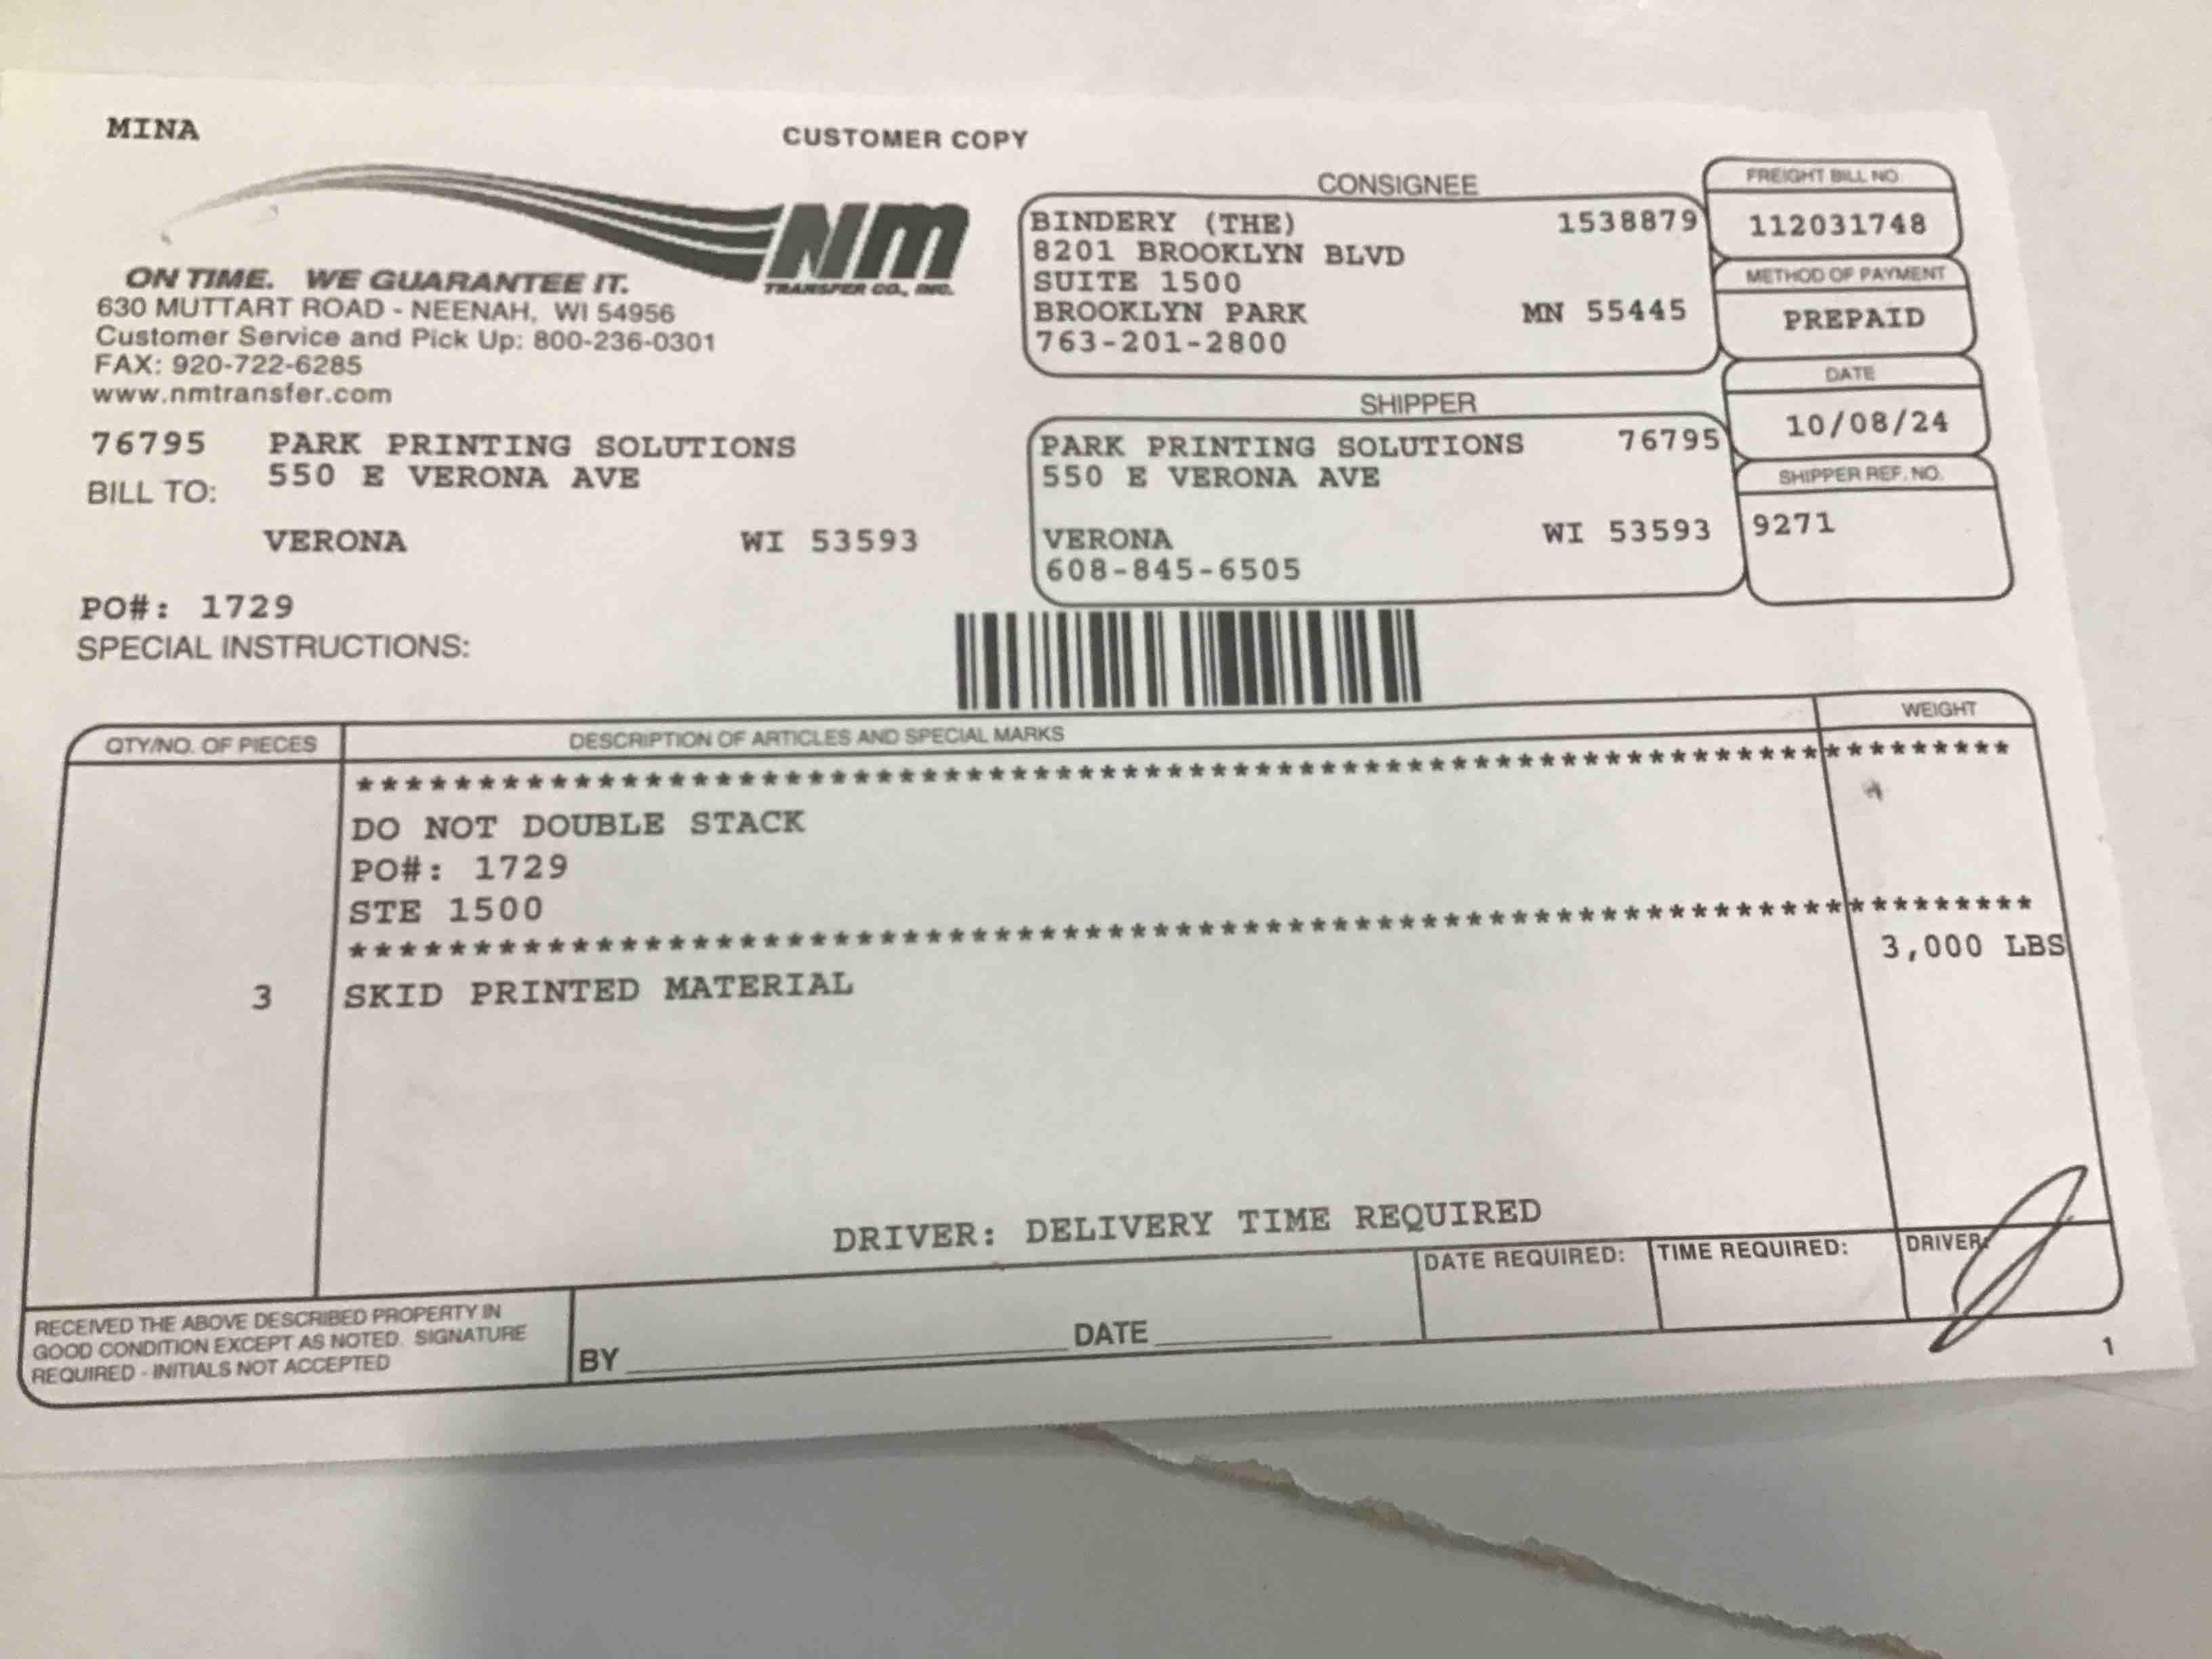 MINA
CUSTOMER COPY
NM
TRANSFER CO., INC.
ON TIME. WE GUARANTEE IT.
630 MUTTART ROAD - NEENAH, WI 54956
Customer Service and Pick Up: 800-236-0301
FAX: 920-722-6285
www.nmtransfer.com
CONSIGNEE
BINDERY (THE) 1538879
8201 BROOKLYN BLVD
SUITE 1500
BROOKLYN PARK MN 55445
763-201-2800
FREIGHT BILL NO
112031748
METHOD OF PAYMENT
PREPAID
DATE
10/08/24
SHIPPER REF. NO.
9271
76795 PARK PRINTING SOLUTIONS
BILL TO: 550 E VERONA AVE
VERONA WI 53593
SHIPPER
PARK PRINTING SOLUTIONS 76795
550 E VERONA AVE
VERONA WI 53593
608-845-6505
PO#: 1729
SPECIAL INSTRUCTIONS:
QTY/NO. OF PIECES DESCRIPTION OF ARTICLES AND SPECIAL MARKS WEIGHT
*************************************************************
DO NOT DOUBLE STACK
PO#: 1729
STE 1500
*************************************************************
3 SKID PRINTED MATERIAL 3,000 LBS
DRIVER: DELIVERY TIME REQUIRED
RECEIVED THE ABOVE DESCRIBED PROPERTY IN
GOOD CONDITION EXCEPT AS NOTED. SIGNATURE
REQUIRED - INITIALS NOT ACCEPTED
BY DATE
DATE REQUIRED: TIME REQUIRED: DRIVER:
1